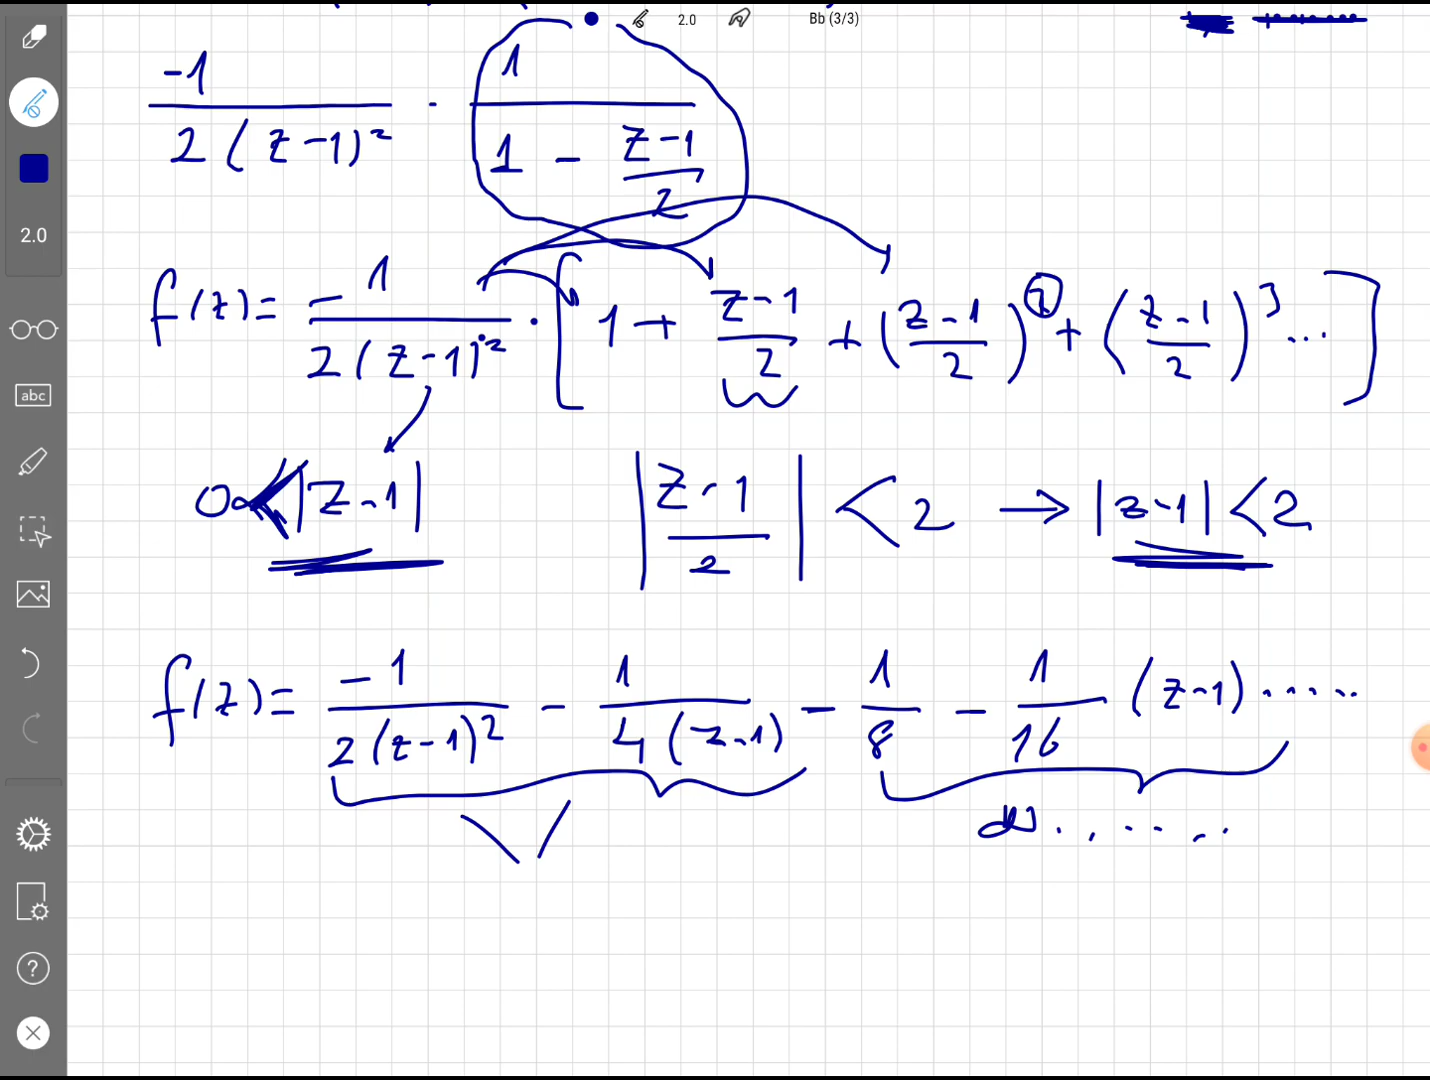 2.0 Bb (3/3)
-1 / 2(z-1)² · 1 / (1 - (z-1)/2)
2.0
f(z) = -1 / 2(z-1)² · [1 + (z-1)/2 + ((z-1)/2)² + ((z-1)/2)³ ...]
abc
0 < |z-1| |(z-1)/2| < 2 → |z-1| < 2
f(z) = -1 / 2(z-1)² - 1 / 4(z-1) - 1/8 - 1/16 (z-1) .....
?